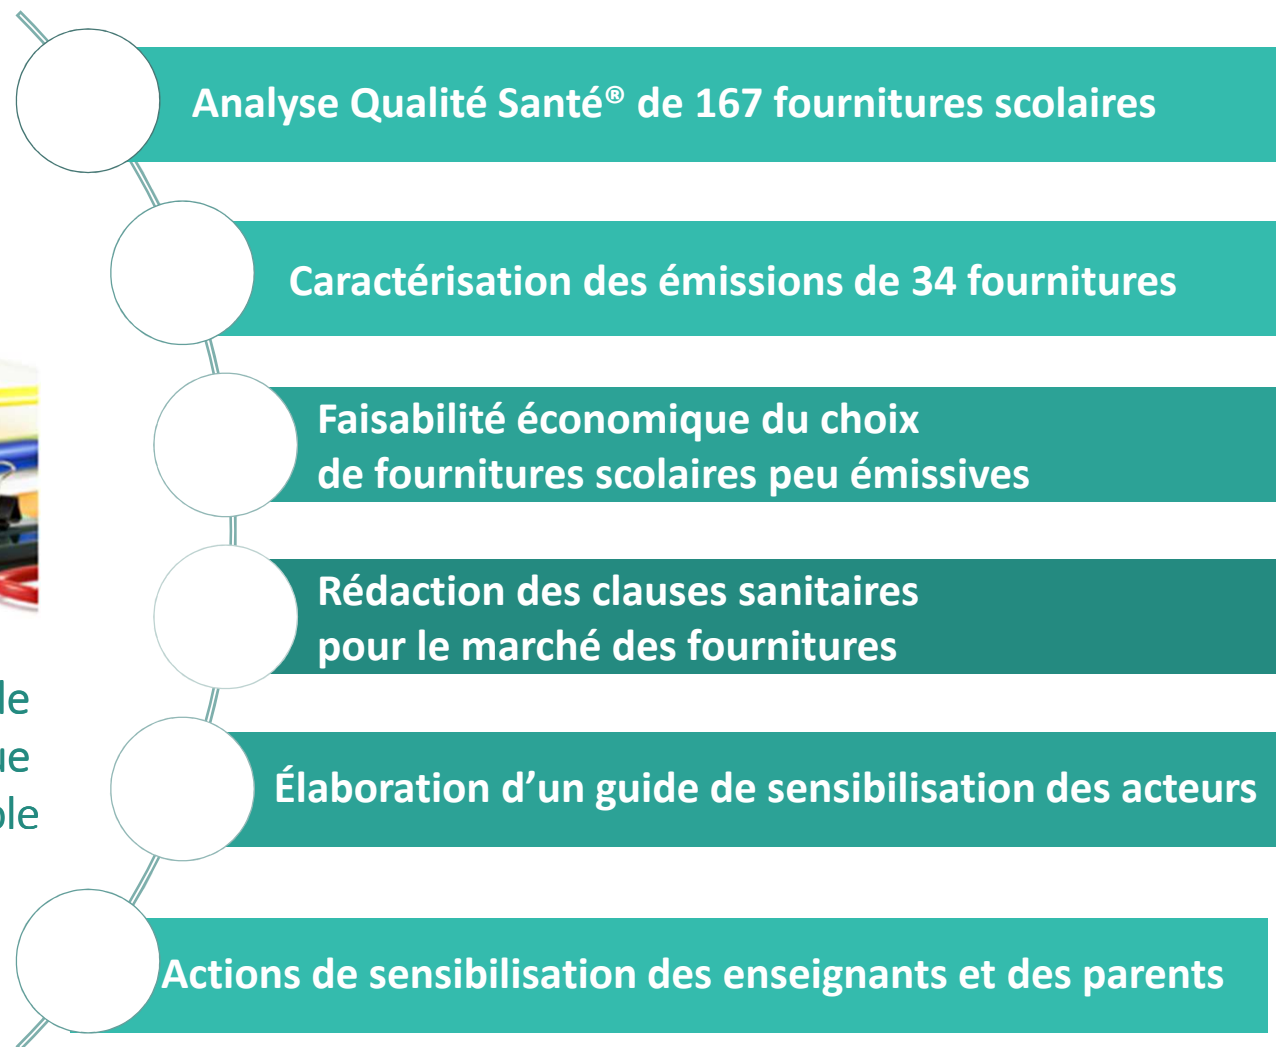 Analyse Qualité Santé® de 167 fournitures scolaires
Caractérisation des émissions de 34 fournitures
Faisabilité économique du choix
de fournitures scolaires peu émissives
Rédaction des clauses sanitaires
pour le marché des fournitures
Élaboration d’un guide de sensibilisation des acteurs
Actions de sensibilisation des enseignants et des parents